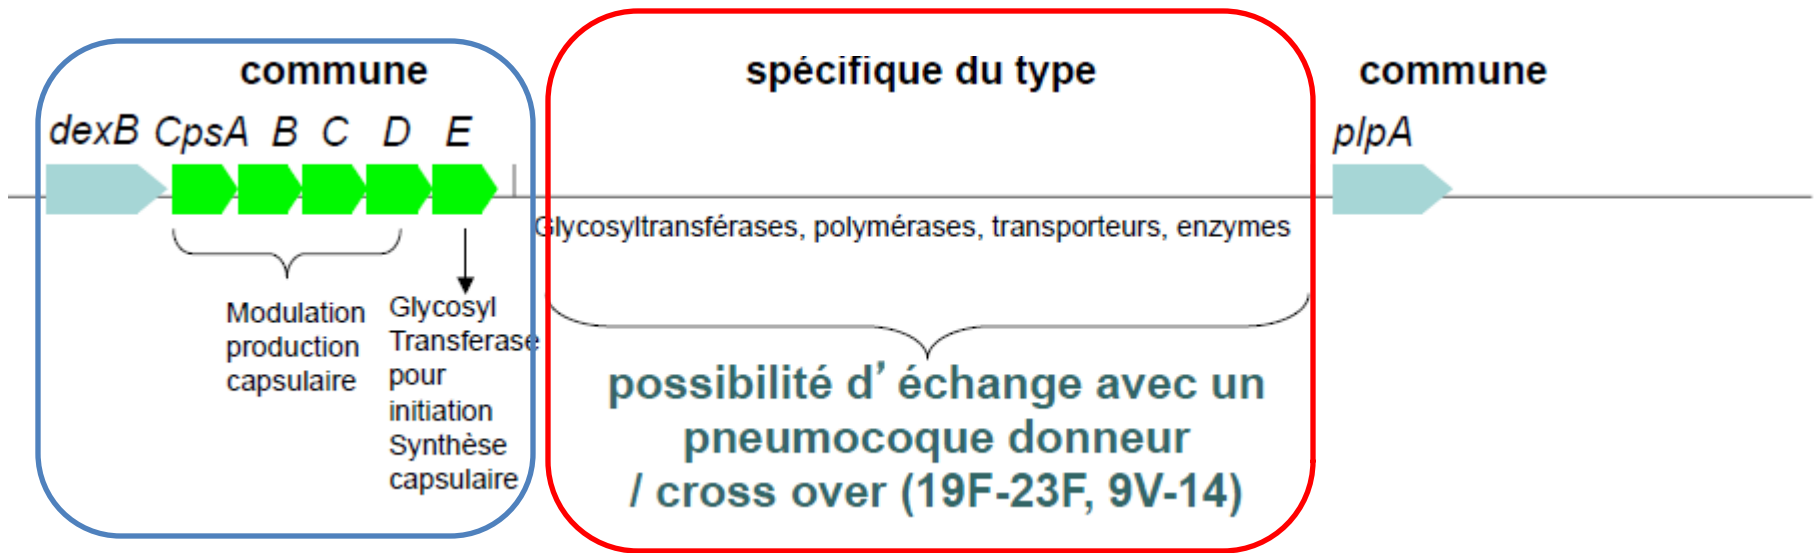 commune
spécifique du type
commune
dexB CpsA B C D E
plpA
Glycosyltransférases, polymérases, transporteurs, enzymes
Modulation
production
capsulaire
Glycosyl
Transferase
pour
initiation
Synthèse
capsulaire
possibilité d’ échange avec un
pneumocoque donneur
/ cross over (19F-23F, 9V-14)